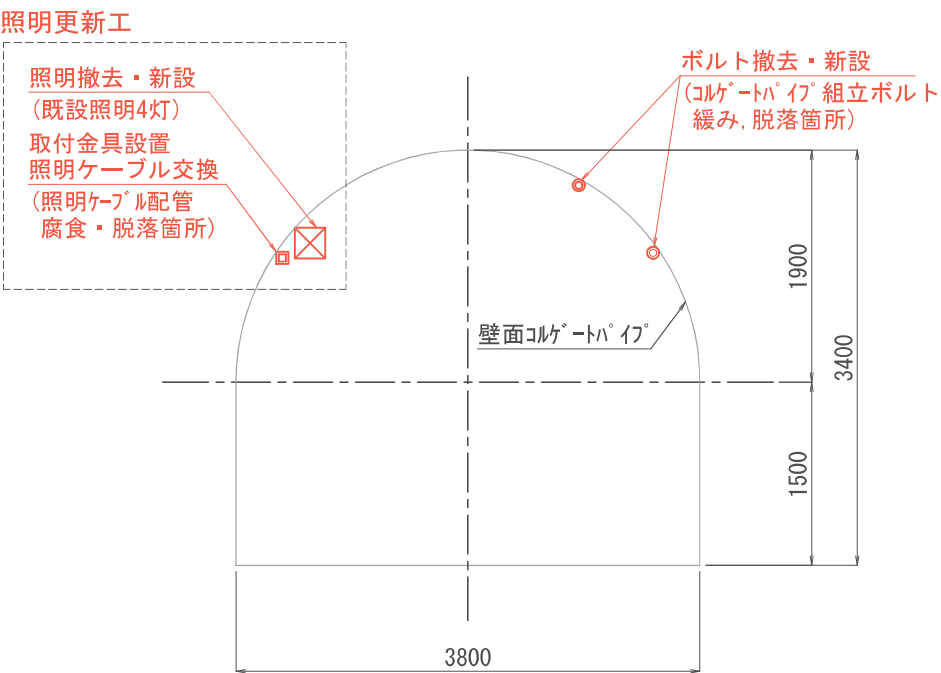 照明更新工
照明撤去・新設
(既設照明4灯)
取付金具設置
照明ケーブル交換
(照明ｹｰﾌﾞﾙ配管
腐食・脱落箇所)
ボルト撤去・新設
(ｺﾙｹﾞｰﾄﾊﾟｲﾌﾟ組立ボルト
緩み,脱落箇所)
壁面ｺﾙｹﾞｰﾄﾊﾟｲﾌﾟ
1900
3400
1500
3800